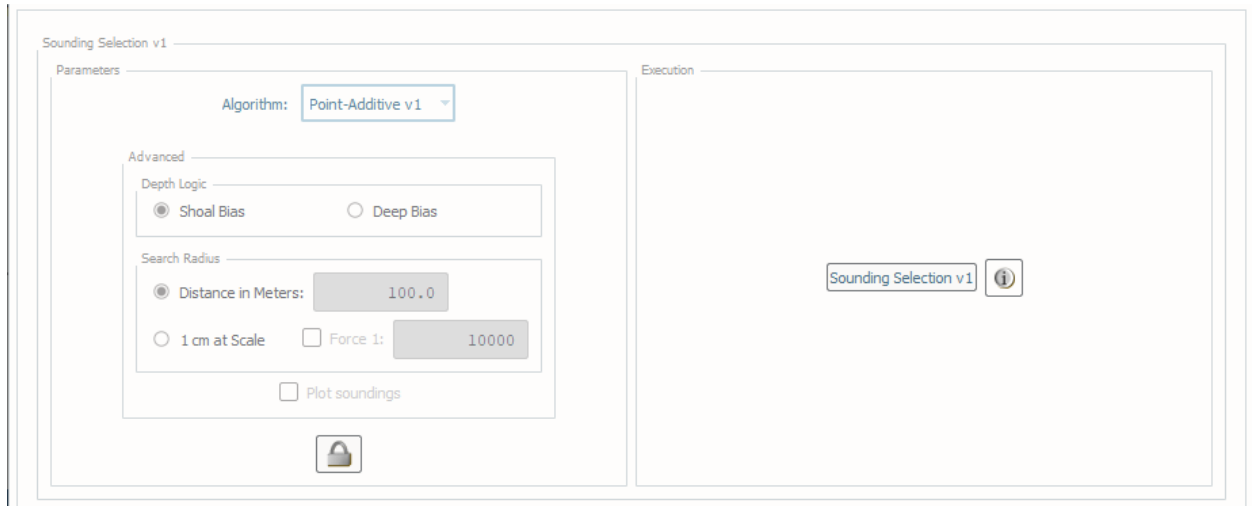 Sounding Selection v1
Parameters
Algorithm: Point-Additive v1
Advanced
Depth Logic
Shoal Bias Deep Bias
Search Radius
Distance in Meters: 100.0
1 cm at Scale Force 1: 10000
Plot soundings
Execution
Sounding Selection v1